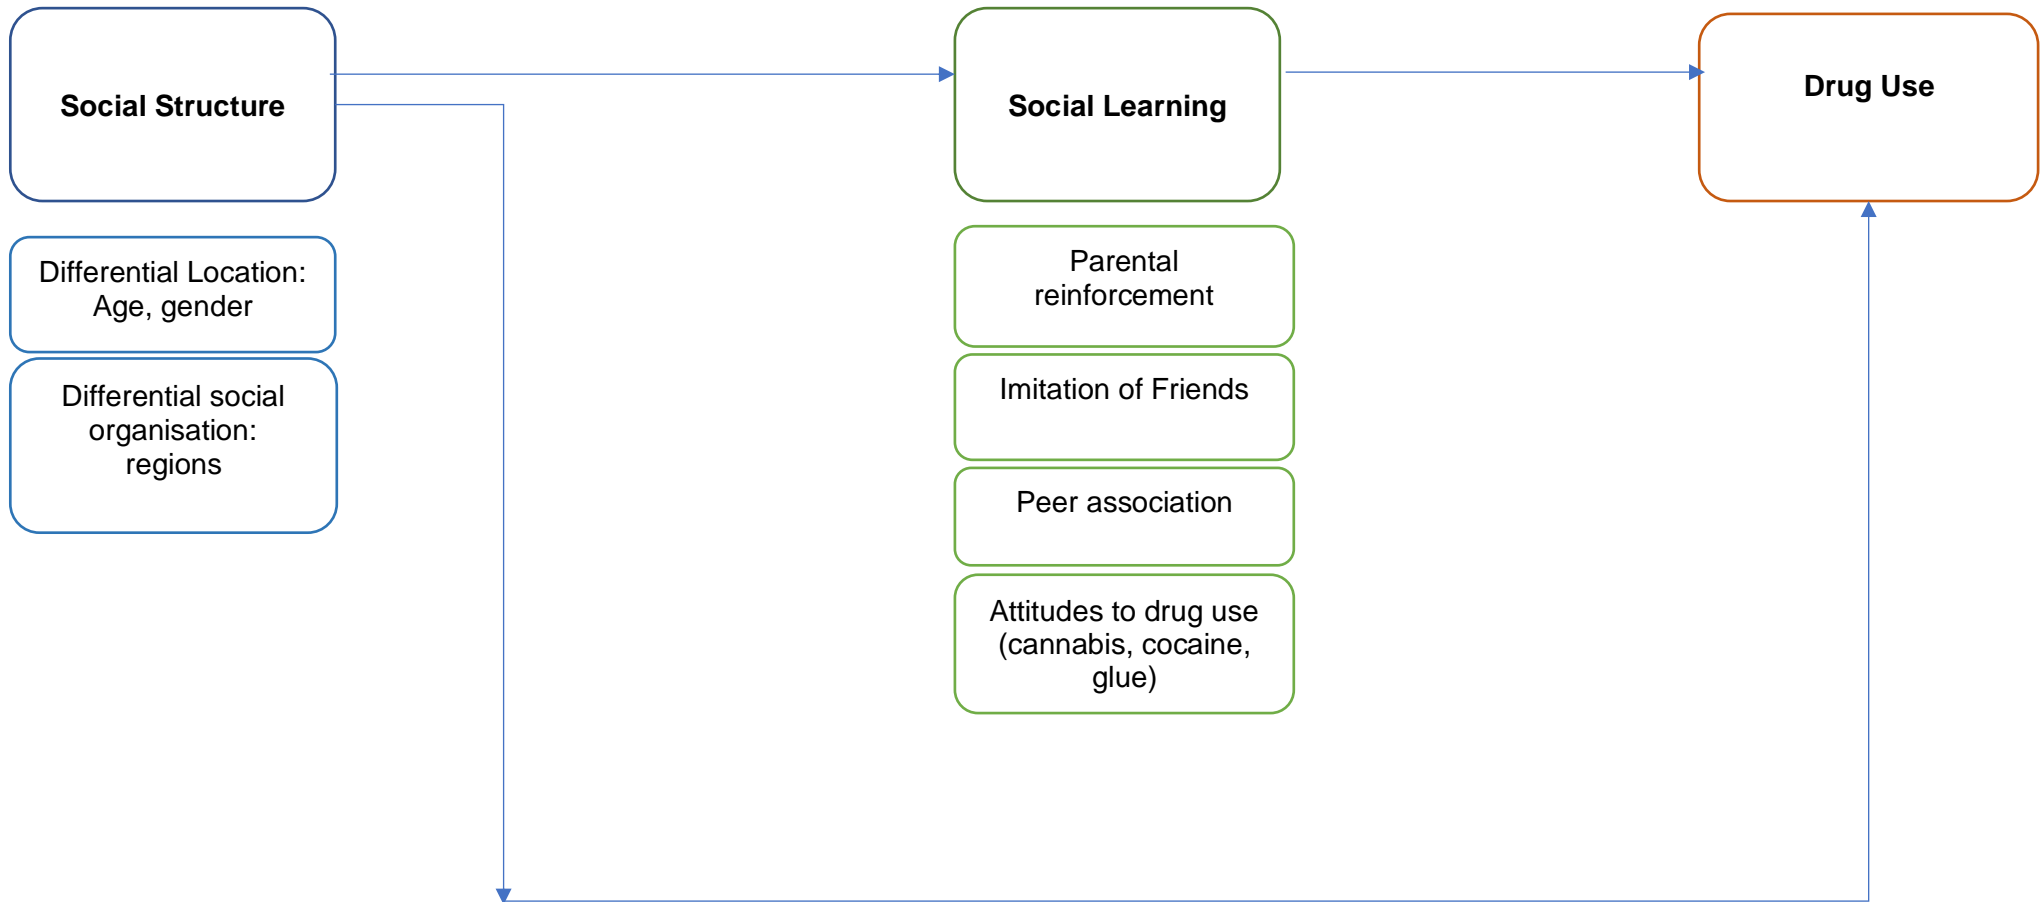 Social Structure
Social Learning
Drug Use
Differential Location:
Age, gender
Differential social
organisation:
regions
Parental
reinforcement
Imitation of Friends
Peer association
Attitudes to drug use
(cannabis, cocaine,
glue)